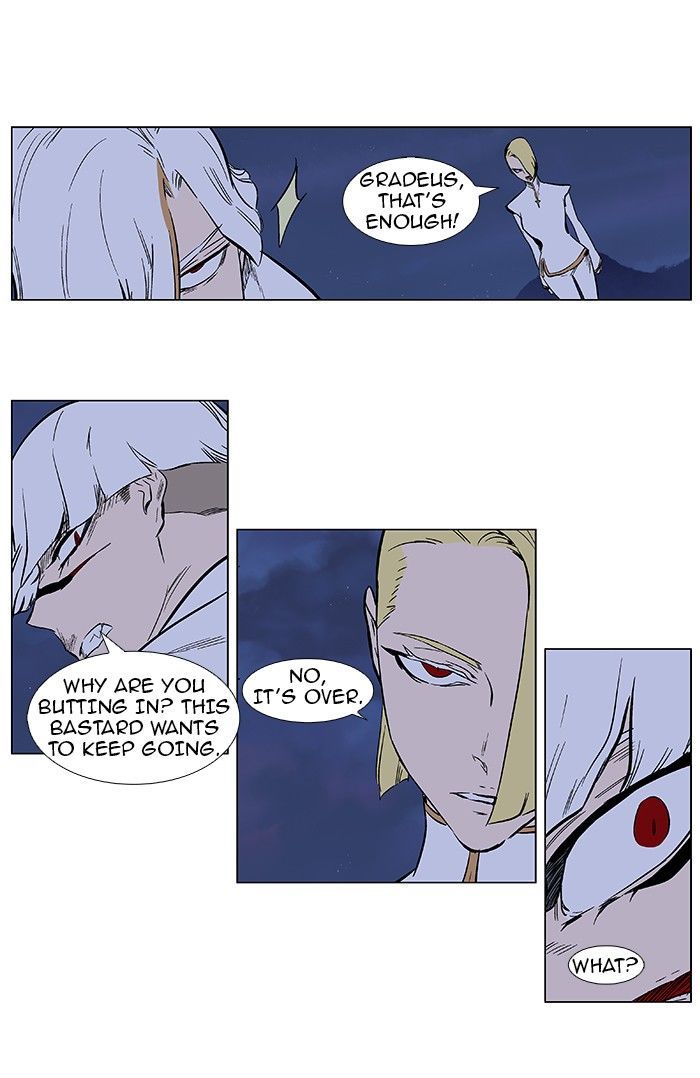 GRADEUS,
THAT'S
ENOUGH!
WHY ARE YOU
BUTTING IN? THIS
BASTARD WANTS
TO KEEP GOING.
NO,
IT'S OVER.
WHAT?